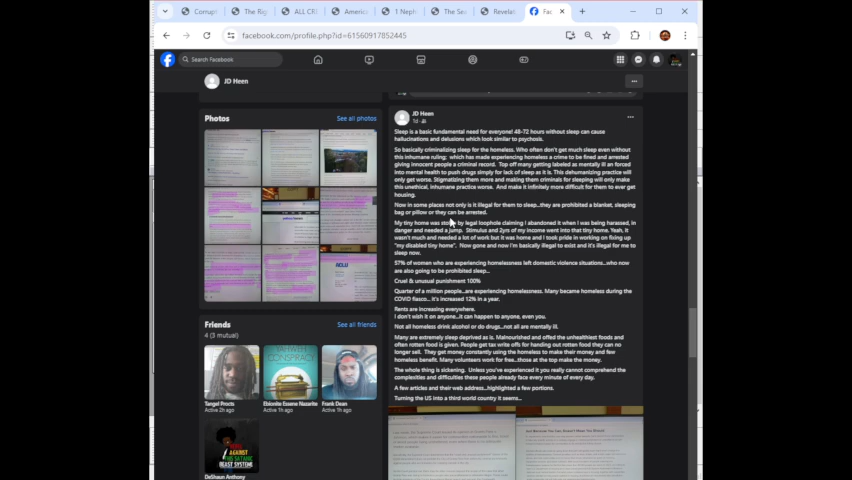 Corrup
The Rig
ALL CRE
America
1 Neph
The Sec
Revelat
Fac
facebook.com/profile.php?id=61560917852445
Search Facebook
JD Heen
Photos
See all photos
Friends
See all friends
4 (3 mutual)
Tangel Procts
Active 2h ago
Ebionite Essene Nazarite
Active 1h ago
Frank Dean
Active 1h ago
DeShaun Anthony
JD Heen
1d
Sleep is a basic fundamental need for everyone! 48-72 hours without sleep can cause
hallucinations and delusions which look similar to psychosis.
So basically criminalizing sleep for the homeless. Who often don't get much sleep even without
this inhumane ruling; which has made experiencing homeless a crime to be fined and arrested
giving innocent people a criminal record. Top off many getting labeled as mentally ill an forced
into mental health to push drugs simply for lack of sleep as it is. This dehumanizing practice will
only get worse. Stigmatizing them more and making them criminals for sleeping will only make
this unethical, inhumane practice worse. And make it infinitely more difficult for them to ever get
housing.
Now in some places not only is it illegal for them to sleep...they are prohibited a blanket, sleeping
bag or pillow or they can be arrested.
My tiny home was stolen by legal loophole claiming I abandoned it when I was being harassed, in
danger and needed a jump. Stimulus and 2yrs of my income went into that tiny home. Yeah, it
wasn't much and needed a lot of work but it was home and I took pride in working on fixing up
"my disabled tiny home". Now gone and now I'm basically illegal to exist and it's illegal for me to
sleep now.
57% of women who are experiencing homelessness left domestic violence situations...who now
are also going to be prohibited sleep...
Cruel & unusual punishment 100%
Quarter of a million people...are experiencing homelessness. Many became homeless during the
COVID fiasco... it's increased 12% in a year.
Rents are increasing everywhere.
I don't wish it on anyone...it can happen to anyone, even you.
Not all homeless drink alcohol or do drugs...not all are mentally ill.
Many are extremely sleep deprived as is. Malnourished and offed the unhealthiest foods and
often rotten food is given. People get tax write offs for handing out rotten food they can no
longer sell. They get money constantly using the homeless to make their money and few
homeless benefit. Many volunteers work for free...those at the top make the money.
The whole thing is sickening. Unless you've experienced it you really cannot comprehend the
complexities and difficulties these people already face every minute of every day.
A few articles and their web address...highlighted a few portions.
Turning the US into a third world country it seems...